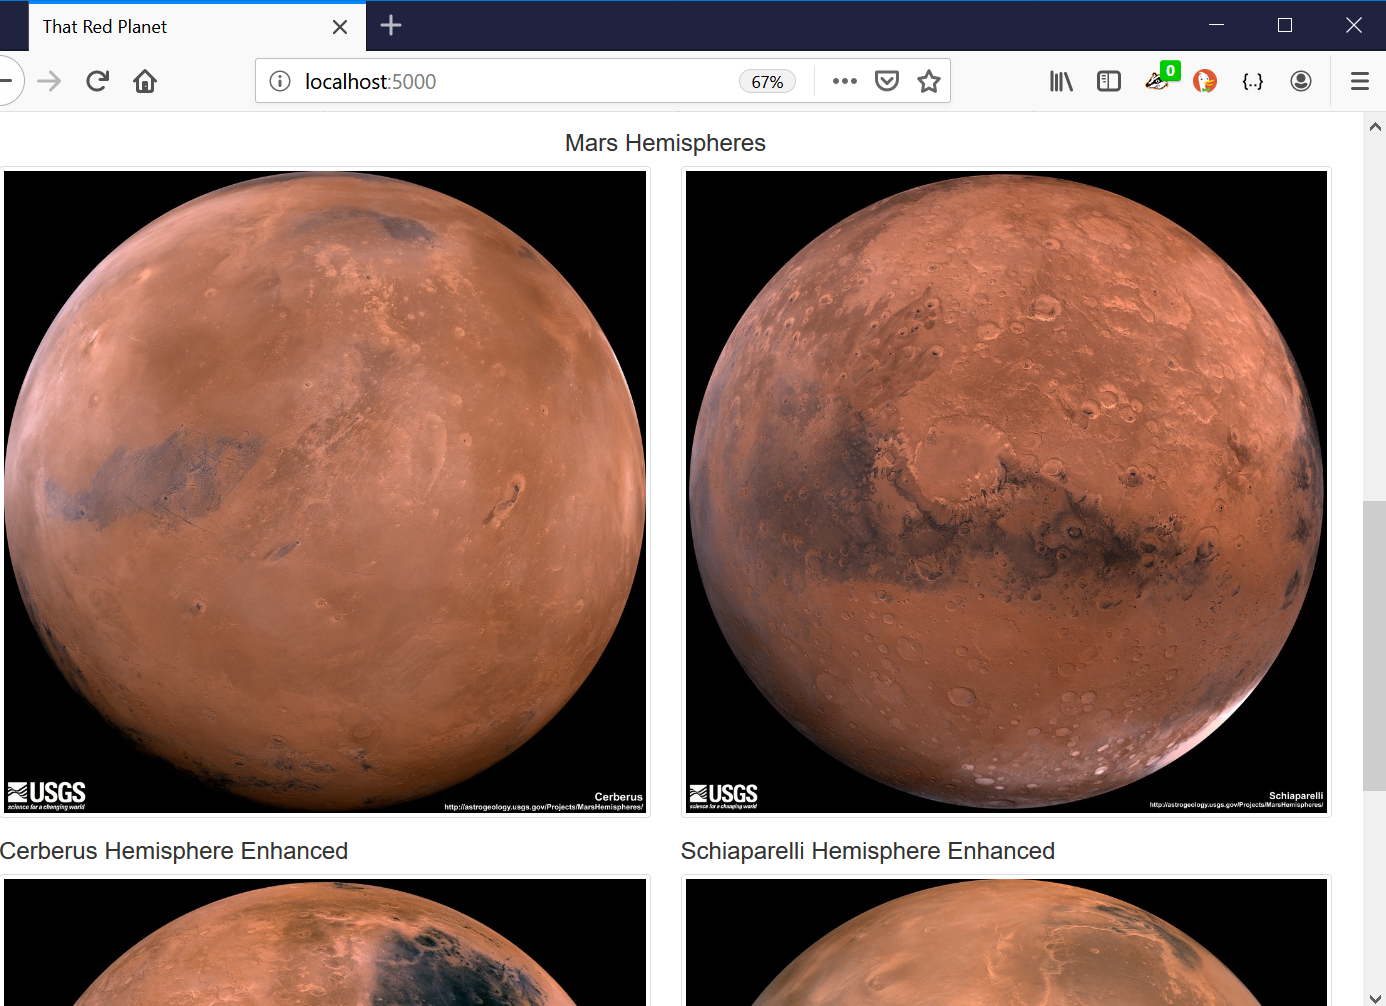 That Red Planet
localhost:5000
67%
0
{..}
Mars Hemispheres
USGS
science for a changing world
Cerberus
http://astrogeology.usgs.gov/Projects/MarsHemispheres/
USGS
science for a changing world
Schiaparelli
http://astrogeology.usgs.gov/Projects/MarsHemispheres/
Cerberus Hemisphere Enhanced
Schiaparelli Hemisphere Enhanced